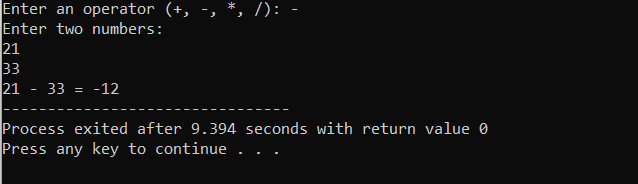 Enter an operator (+, -, *, /): -
Enter two numbers:
21
33
21 - 33 = -12
--------------------------------
Process exited after 9.394 seconds with return value 0
Press any key to continue . . .